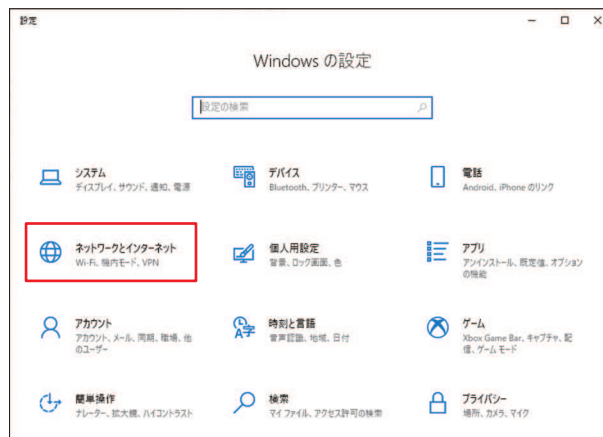 設定
Windows の設定
設定の検索
システム
ディスプレイ、サウンド、通知、電源
デバイス
Bluetooth、プリンター、マウス
電話
Android、iPhone のリンク
ネットワークとインターネット
Wi-Fi、機内モード、VPN
個人用設定
背景、ロック画面、色
アプリ
アンインストール、既定値、オプション
の機能
アカウント
アカウント、メール、同期、職場、他
のユーザー
時刻と言語
音声認識、地域、日付
ゲーム
Xbox Game Bar、キャプチャ、配
信、ゲーム モード
簡単操作
ナレーター、拡大鏡、ハイコントラスト
検索
マイ ファイル、アクセス許可の検索
プライバシー
場所、カメラ、マイク